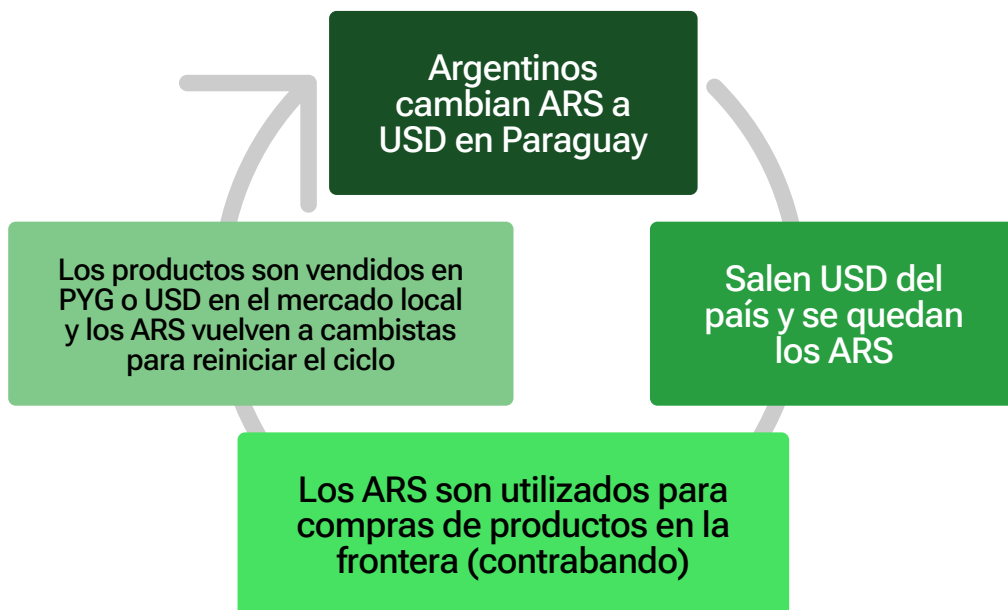 Argentinos
cambian ARS a
USD en Paraguay
Salen USD del
país y se quedan
los ARS
Los ARS son utilizados para
compras de productos en la
frontera (contrabando)
Los productos son vendidos en
PYG o USD en el mercado local
y los ARS vuelven a cambistas
para reiniciar el ciclo